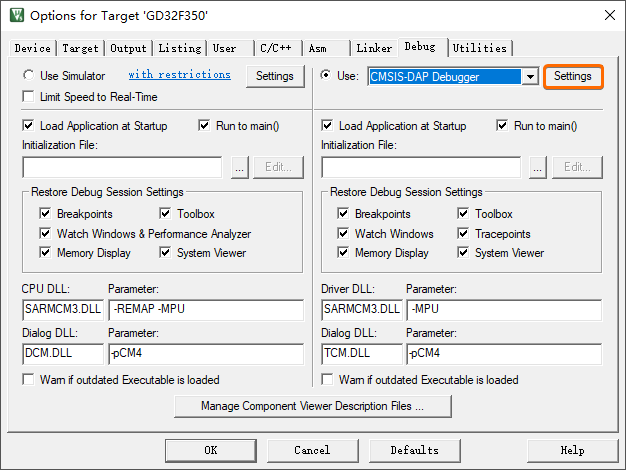 Options for Target 'GD32F350'
Device Target Output Listing User C/C++ Asm Linker Debug Utilities
Use Simulator with restrictions Settings
Use: CMSIS-DAP Debugger Settings
Limit Speed to Real-Time
Load Application at Startup Run to main()
Load Application at Startup Run to main()
Initialization File:
Initialization File:
... Edit...
... Edit...
Restore Debug Session Settings
Breakpoints Toolbox
Watch Windows & Performance Analyzer
Memory Display System Viewer
Restore Debug Session Settings
Breakpoints Toolbox
Watch Windows Tracepoints
Memory Display System Viewer
CPU DLL: Parameter:
SARMCM3.DLL -REMAP -MPU
Driver DLL: Parameter:
SARMCM3.DLL -MPU
Dialog DLL: Parameter:
DCM.DLL -pCM4
Dialog DLL: Parameter:
TCM.DLL -pCM4
Warn if outdated Executable is loaded
Warn if outdated Executable is loaded
Manage Component Viewer Description Files ...
OK Cancel Defaults Help